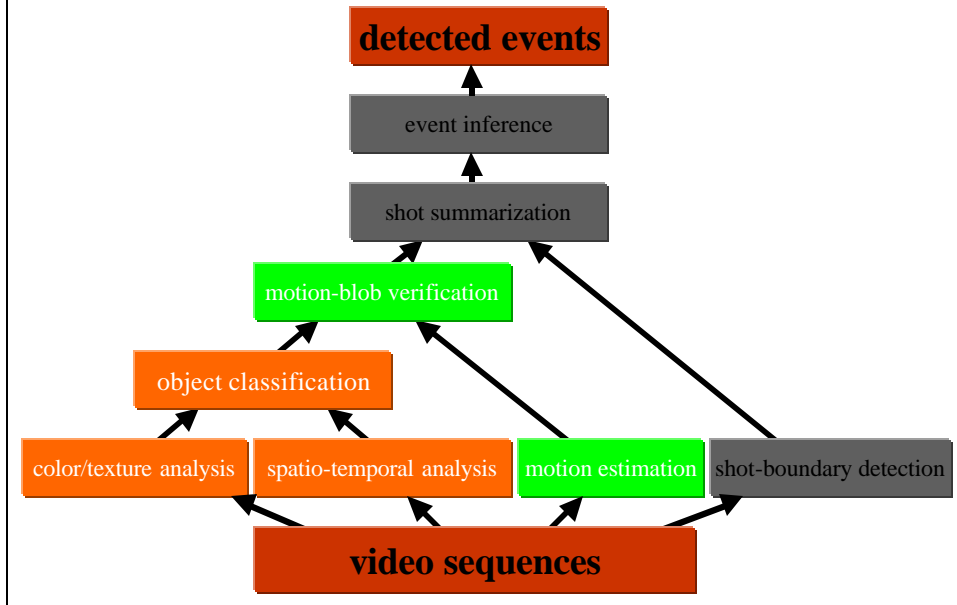 detected events
event inference
shot summarization
motion-blob verification
object classification
color/texture analysis
spatio-temporal analysis
motion estimation
shot-boundary detection
video sequences